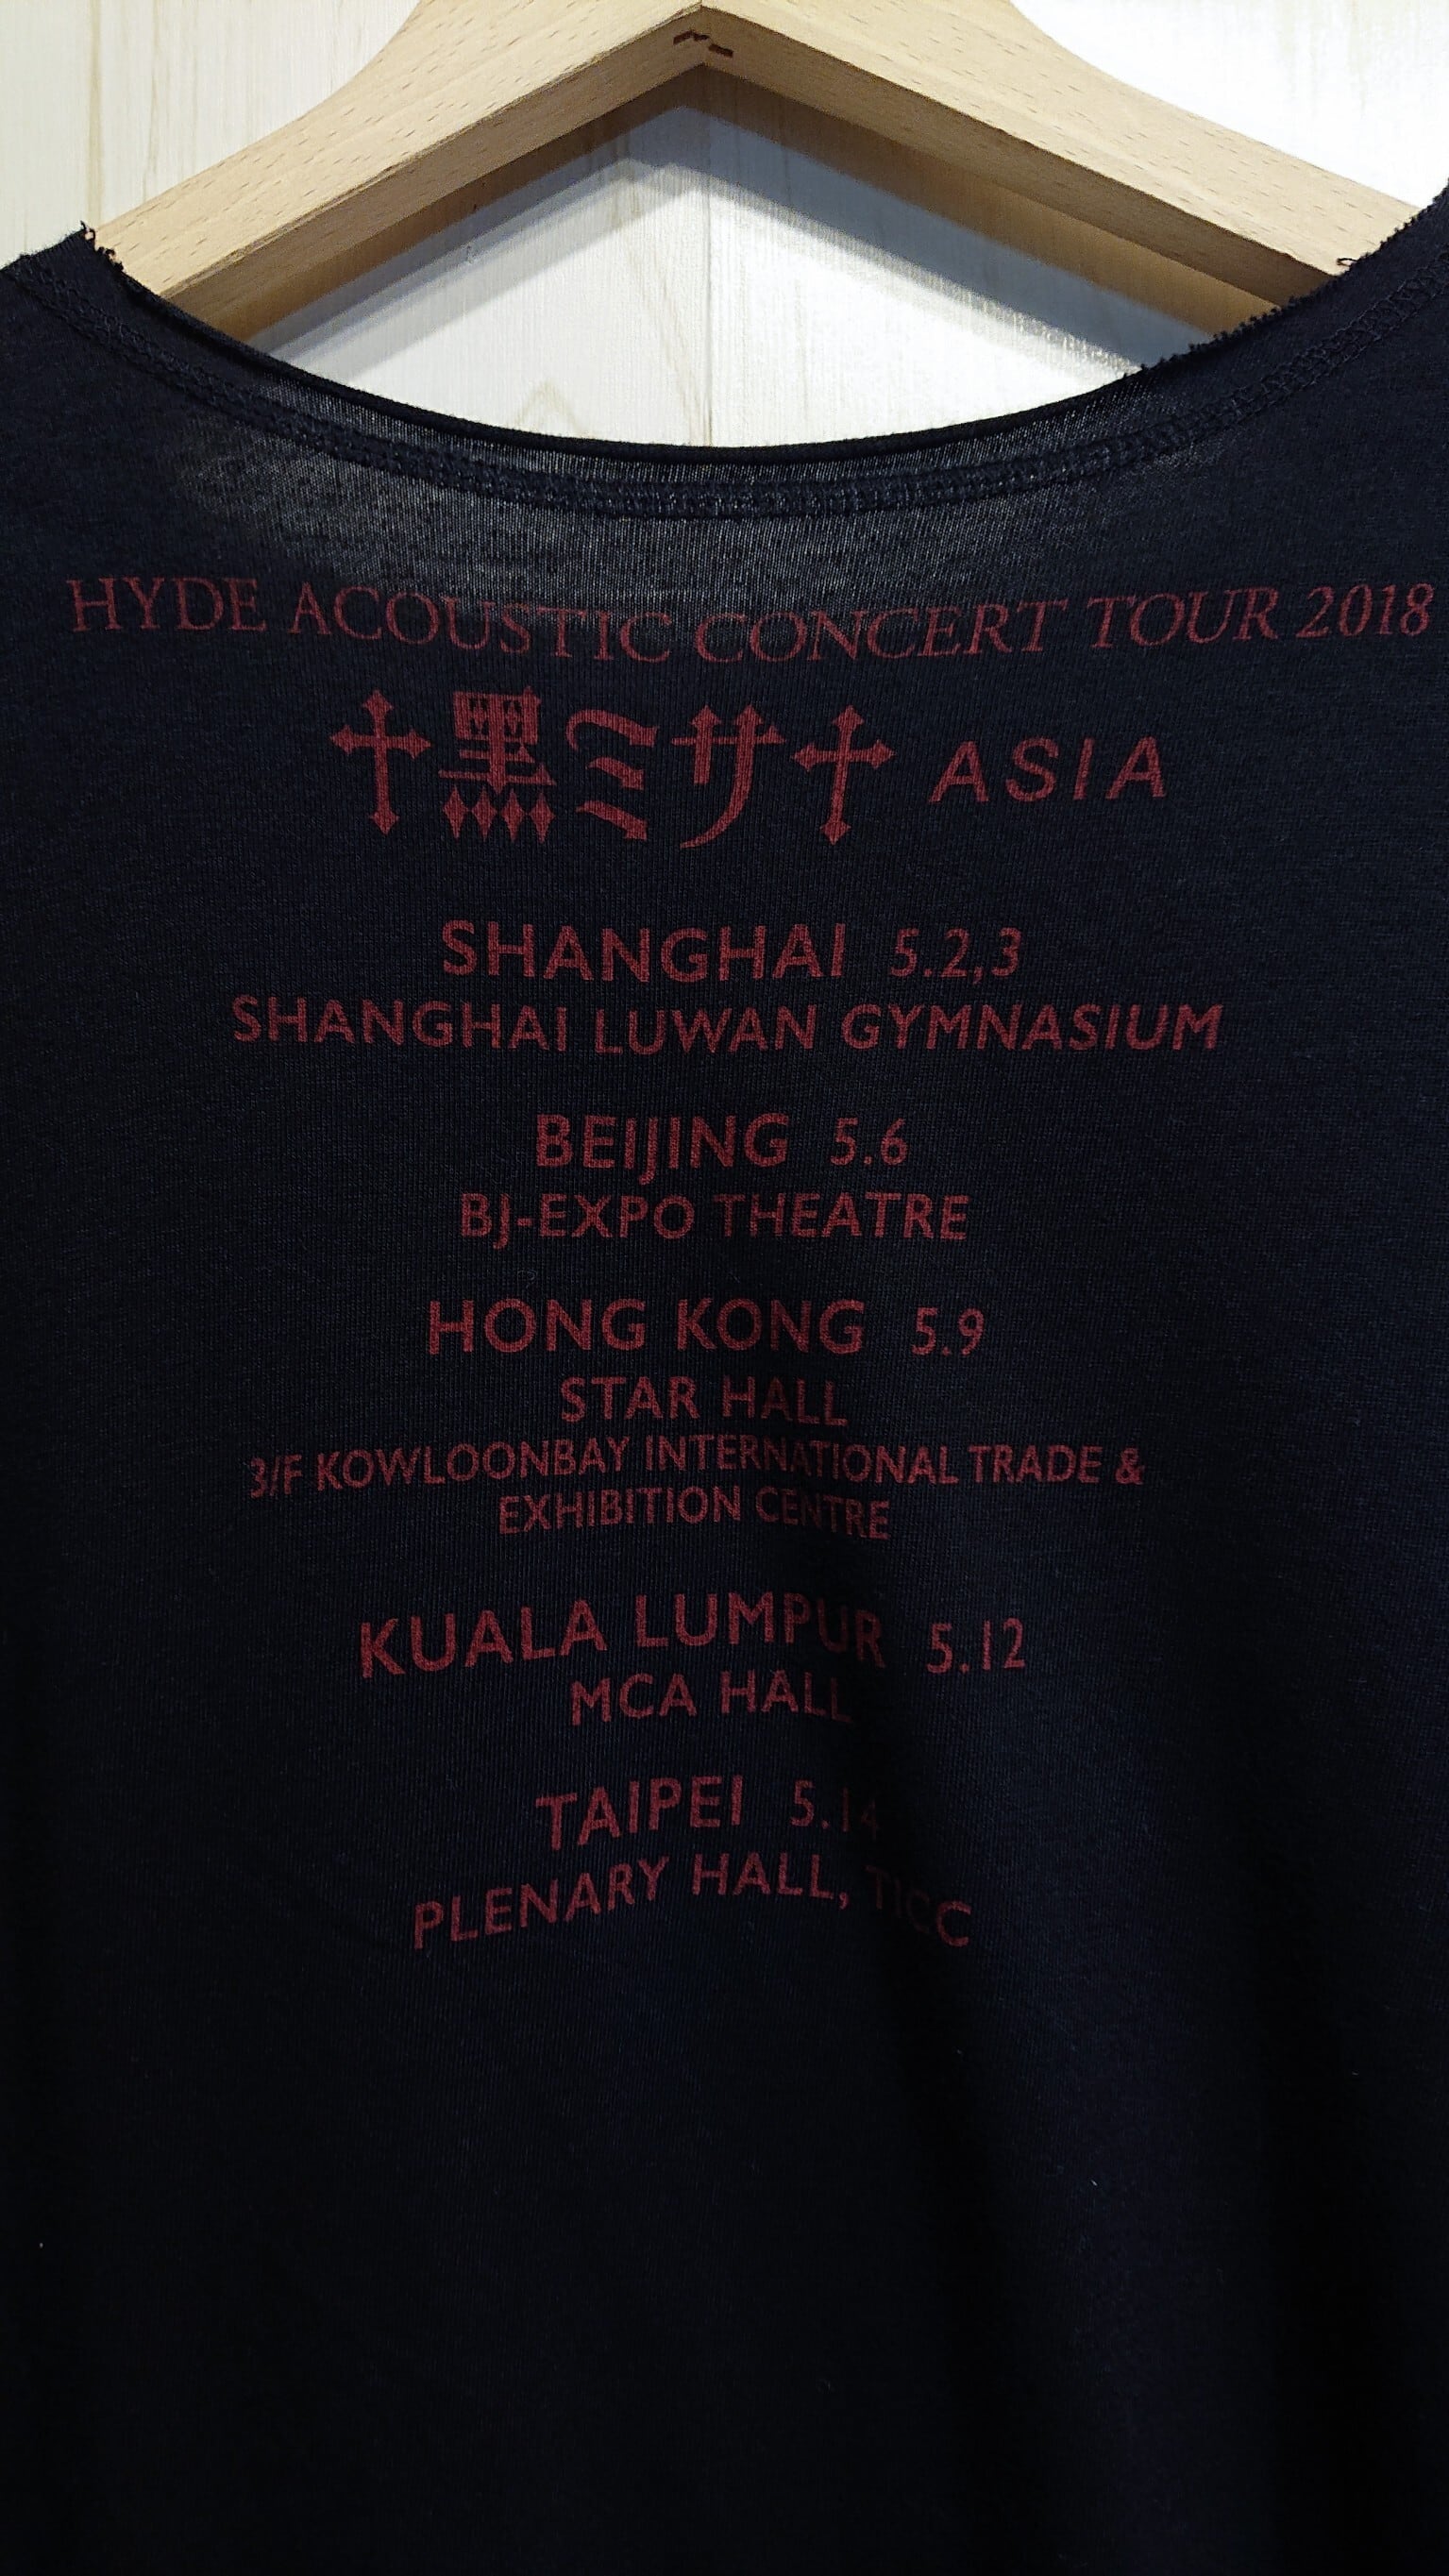 HYDE ACOUSTIC CONCERT TOUR 2018
十黒ミサ十 ASIA
SHANGHAI 5.2,3
SHANGHAI LUWAN GYMNASIUM
BEIJING 5.6
BJ-EXPO THEATRE
HONG KONG 5.9
STAR HALL
3/F KOWLOONBAY INTERNATIONAL TRADE &
EXHIBITION CENTRE
KUALA LUMPUR 5.12
MCA HALL
TAIPEI 5.14
PLENARY HALL, TICC